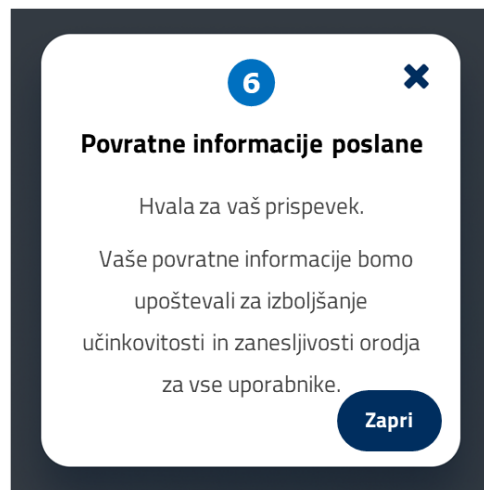 6
Povratne informacije poslane
Hvala za vaš prispevek.
Vaše povratne informacije bomo
upoštevali za izboljšanje
učinkovitosti in zanesljivosti orodja
za vse uporabnike.
Zapri